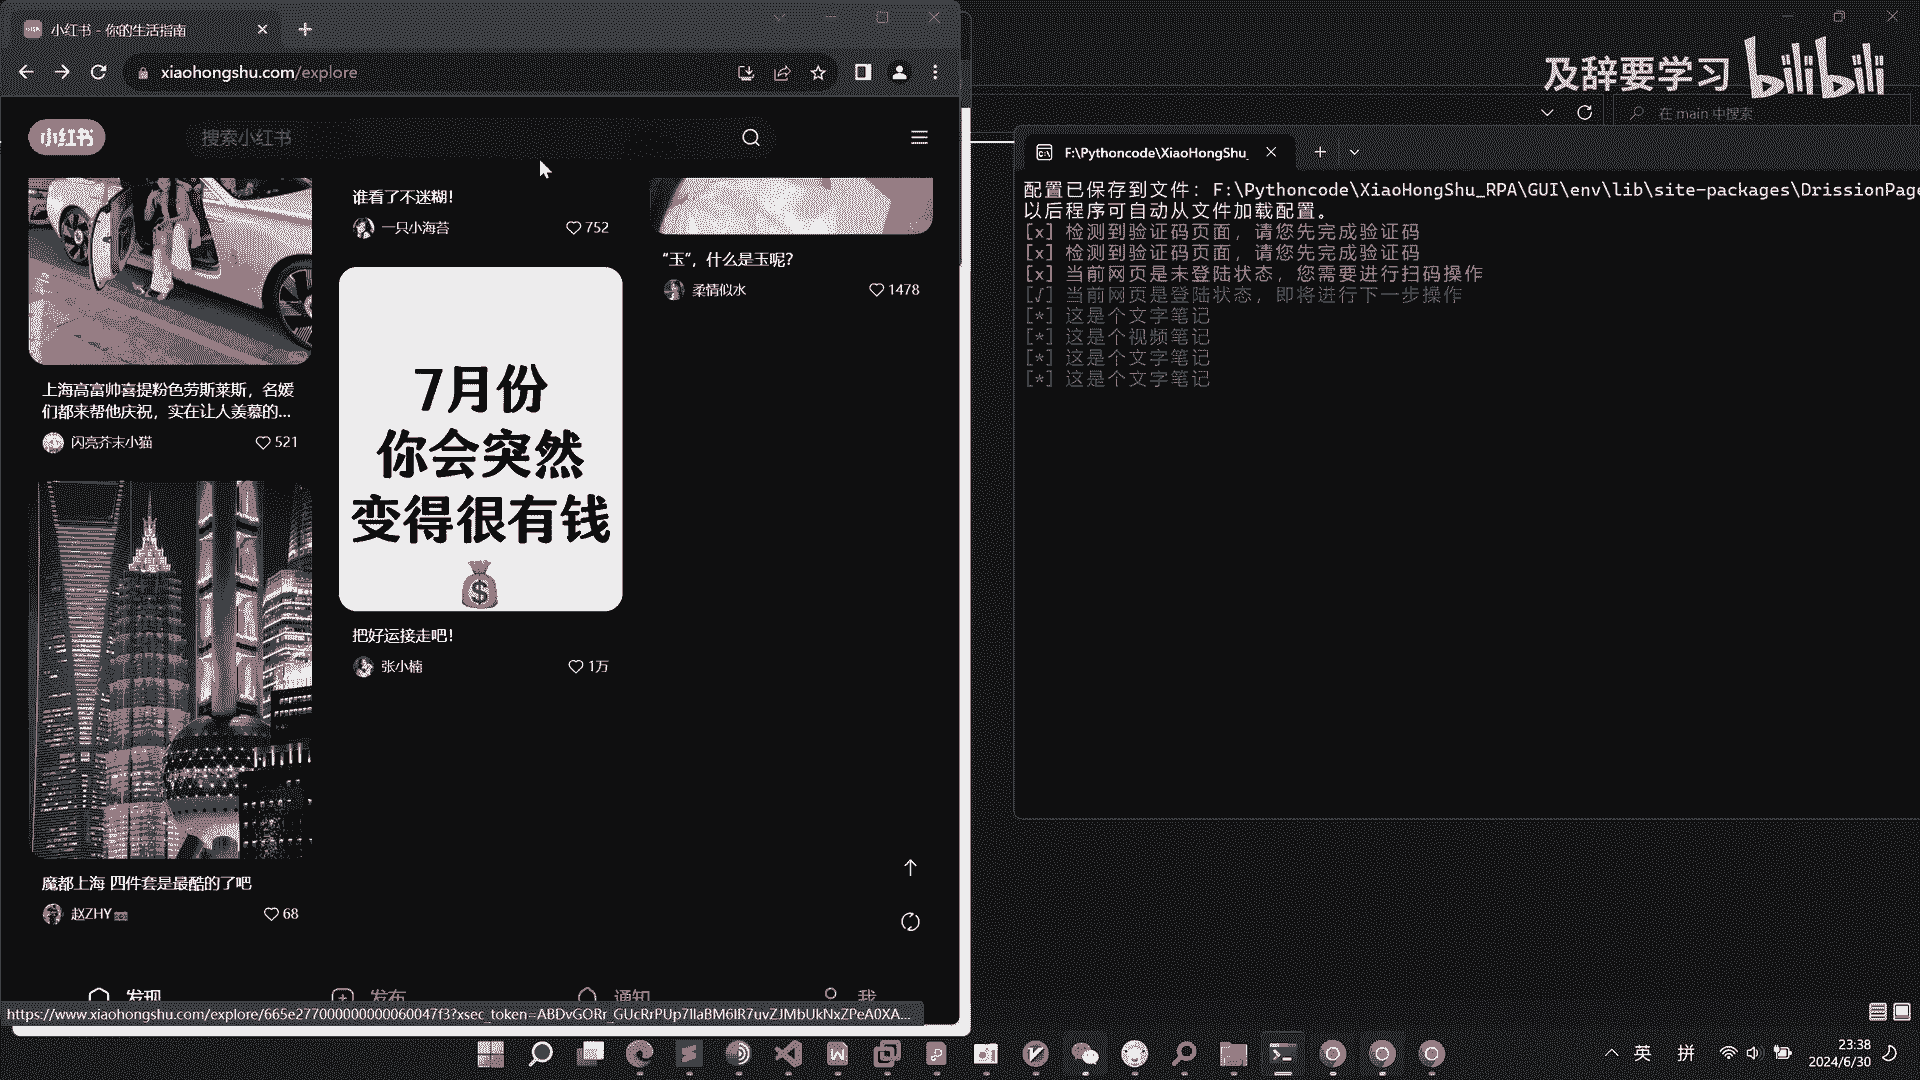 小红书 - 你的生活指南
xiaohongshu.com/explore
及辞要学习 bilibili
在 main 中搜索
小红书
搜索小红书
谁看了不迷糊！
一只小海苔
752
“玉”，什么是玉呢？
柔情似水
1478
上海高富帅喜提粉色劳斯莱斯，名媛
们都来帮他庆祝，实在让人羡慕的...
闪亮芥末小猫
521
7月份
你会突然
变得很有钱
$
把好运接走吧！
张小楠
1万
魔都上海 四件套是最酷的了吧
赵ZHY
68
发现
发布
通知
我
https://www.xiaohongshu.com/explore/665e277000000000060047f3?xsec_token=ABDvGORr_GUcRrPUp7IlaBM6IR7uvZJMbUkNxZPeA0XA...
F:\Pythoncode\XiaoHongShu_
配置已保存到文件：F:\Pythoncode\XiaoHongShu_RPA\GUI\env\lib\site-packages\DrissionPage
以后程序可自动从文件加载配置。
[x] 检测到验证码页面，请您先完成验证码
[x] 检测到验证码页面，请您先完成验证码
[x] 当前网页是未登陆状态，您需要进行扫码操作
[√] 当前网页是登陆状态，即将进行下一步操作
[*] 这是个文字笔记
[*] 这是个视频笔记
[*] 这是个文字笔记
[*] 这是个文字笔记
英
拼
23:38
2024/6/30